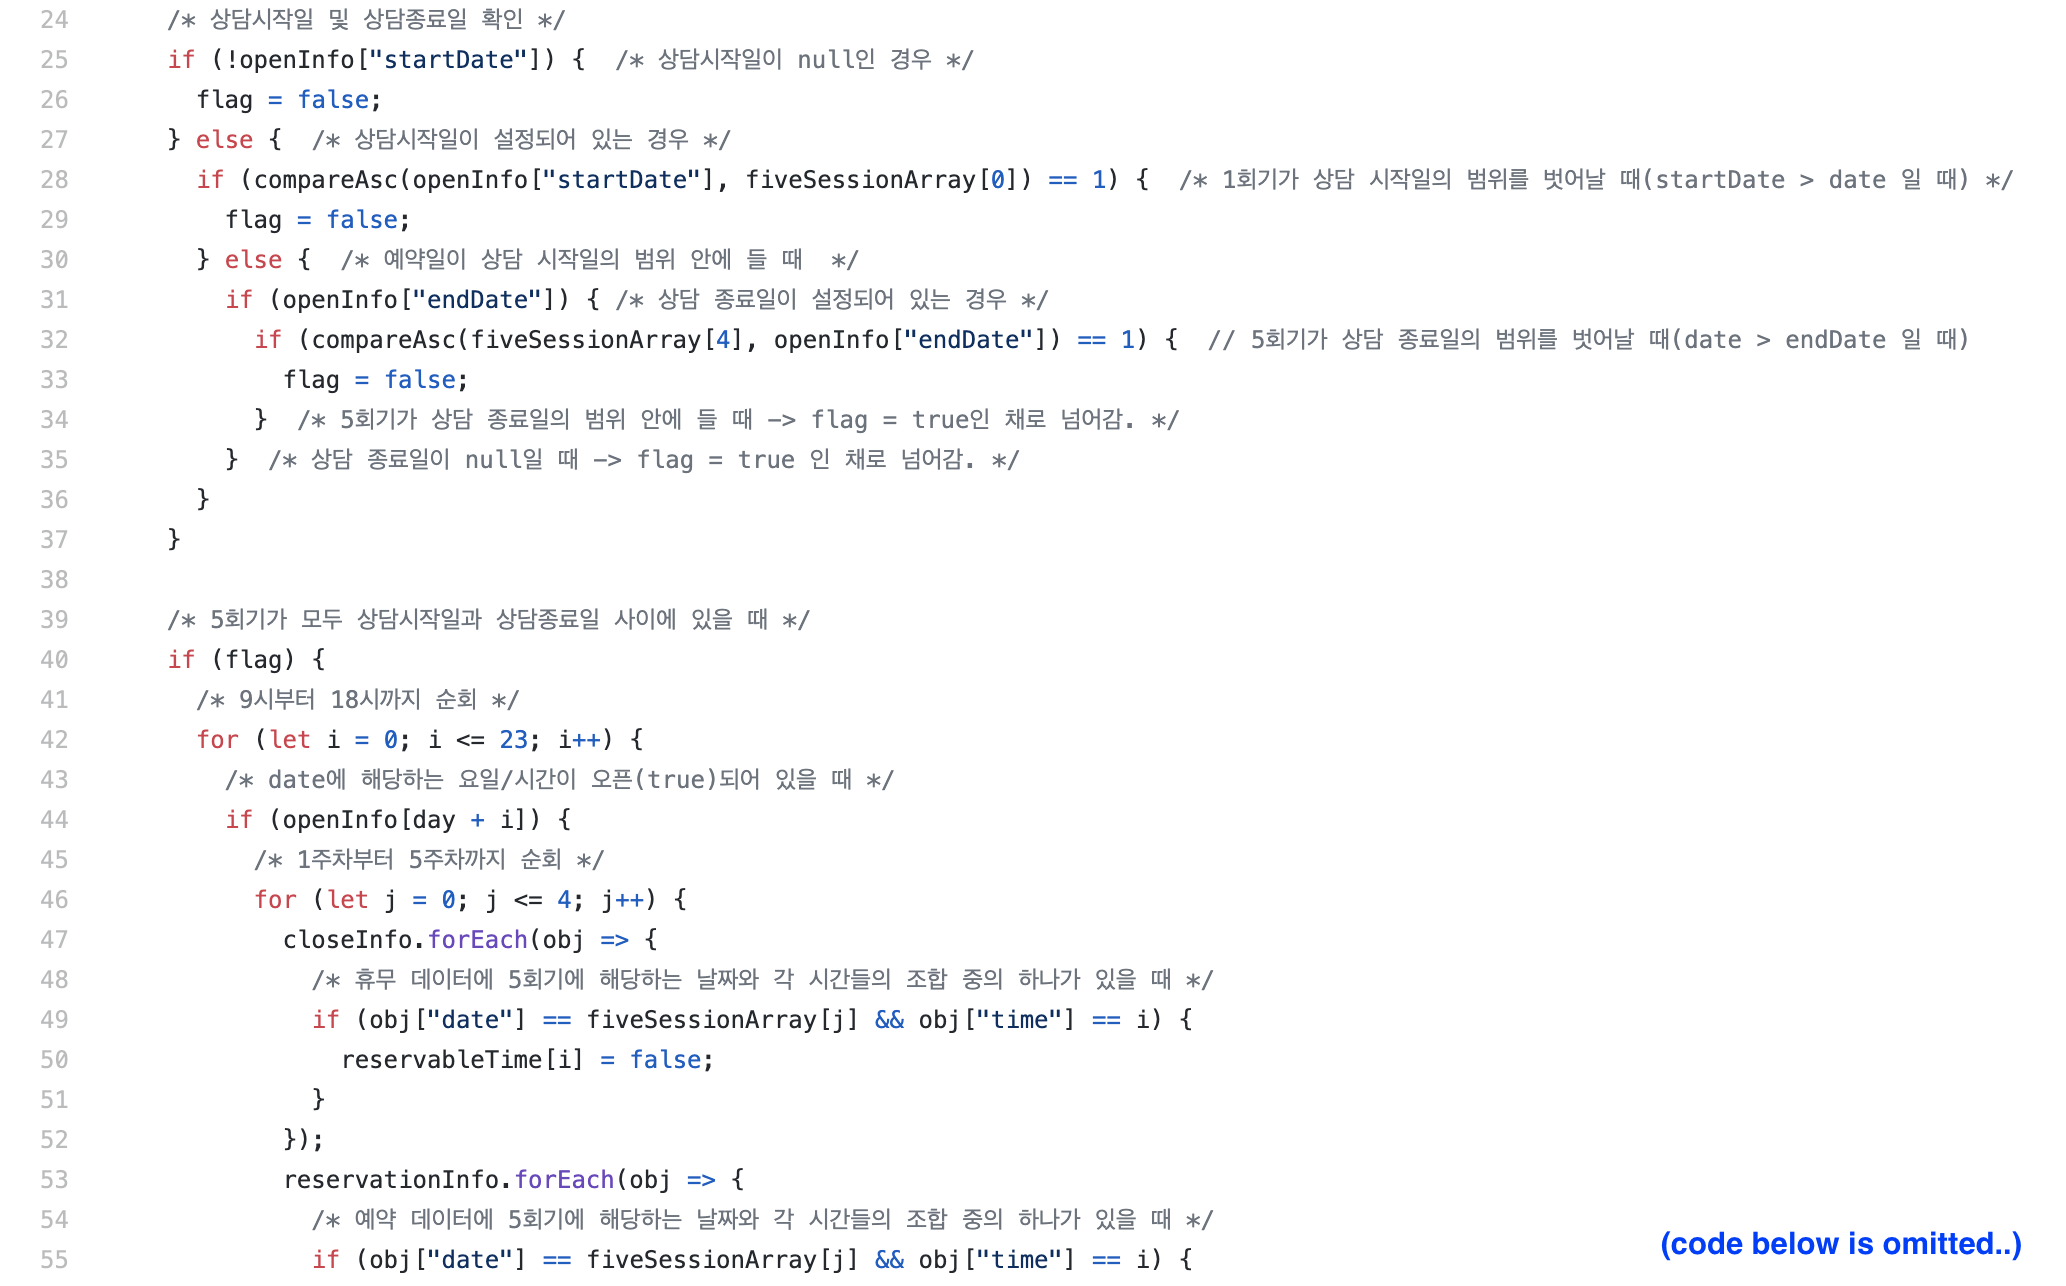 24 /* 상담시작일 및 상담종료일 확인 */
25 if (!openInfo["startDate"]) {  /* 상담시작일이 null인 경우 */
26 flag = false;
27 } else {  /* 상담시작일이 설정되어 있는 경우 */
28 if (compareAsc(openInfo["startDate"], fiveSessionArray[0]) == 1) {  /* 1회기가 상담 시작일의 범위를 벗어날 때(startDate > date 일 때) */
29 flag = false;
30 } else {  /* 예약일이 상담 시작일의 범위 안에 들 때  */
31 if (openInfo["endDate"]) { /* 상담 종료일이 설정되어 있는 경우 */
32 if (compareAsc(fiveSessionArray[4], openInfo["endDate"]) == 1) {  // 5회기가 상담 종료일의 범위를 벗어날 때(date > endDate 일 때)
33 flag = false;
34 }  /* 5회기가 상담 종료일의 범위 안에 들 때 -> flag = true인 채로 넘어감. */
35 }  /* 상담 종료일이 null일 때 -> flag = true 인 채로 넘어감. */
36 }
37 }
38
39 /* 5회기가 모두 상담시작일과 상담종료일 사이에 있을 때 */
40 if (flag) {
41 /* 9시부터 18시까지 순회 */
42 for (let i = 0; i <= 23; i++) {
43 /* date에 해당하는 요일/시간이 오픈(true)되어 있을 때 */
44 if (openInfo[day + i]) {
45 /* 1주차부터 5주차까지 순회 */
46 for (let j = 0; j <= 4; j++) {
47 closeInfo.forEach(obj => {
48 /* 휴무 데이터에 5회기에 해당하는 날짜와 각 시간들의 조합 중의 하나가 있을 때 */
49 if (obj["date"] == fiveSessionArray[j] && obj["time"] == i) {
50 reservableTime[i] = false;
51 }
52 });
53 reservationInfo.forEach(obj => {
54 /* 예약 데이터에 5회기에 해당하는 날짜와 각 시간들의 조합 중의 하나가 있을 때 */
55 if (obj["date"] == fiveSessionArray[j] && obj["time"] == i) {
(code below is omitted..)